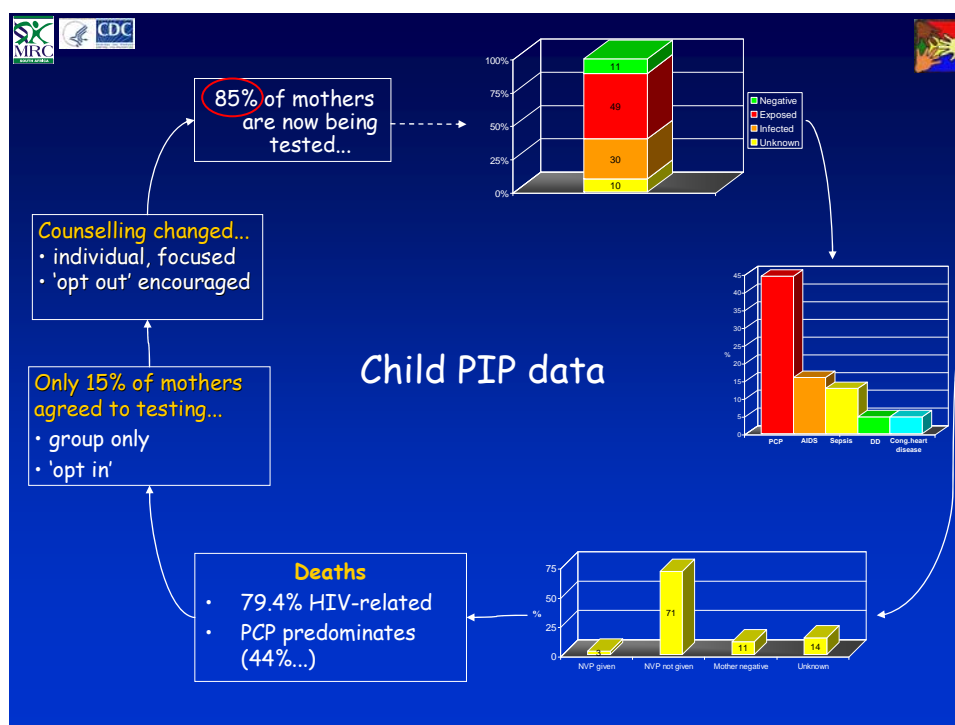 MRC
SOUTH AFRICA
CDC
85% of mothers
are now being
tested...
100%
75%
50%
25%
0%
11
49
30
10
Negative
Exposed
Infected
Unknown
Counselling changed...
• individual, focused
• ‘opt out’ encouraged
Child PIP data
45
40
35
30
25
20
15
10
5
0
%
PCP
AIDS
Sepsis
DD
Cong.heart
disease
Only 15% of mothers
agreed to testing...
• group only
• ‘opt in’
Deaths
• 79.4% HIV-related
• PCP predominates
(44%...)
75
50
25
0
%
3
71
11
14
NVP given
NVP not given
Mother negative
Unknown